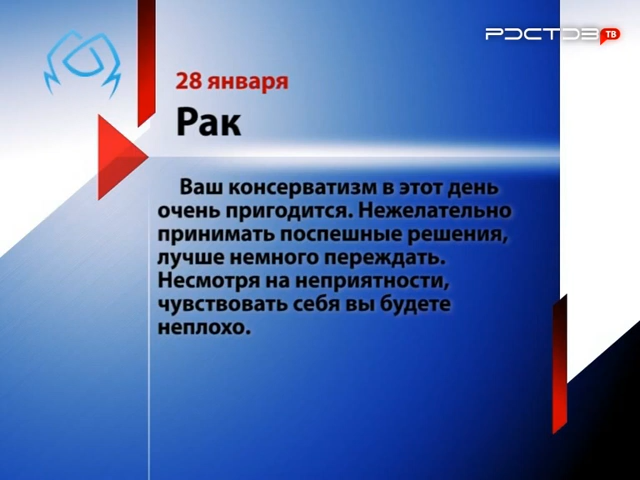 РОСТОВ ТВ
28 января
Рак
Ваш консерватизм в этот день
очень пригодится. Нежелательно
принимать поспешные решения,
лучше немного переждать.
Несмотря на неприятности,
чувствовать себя вы будете
неплохо.